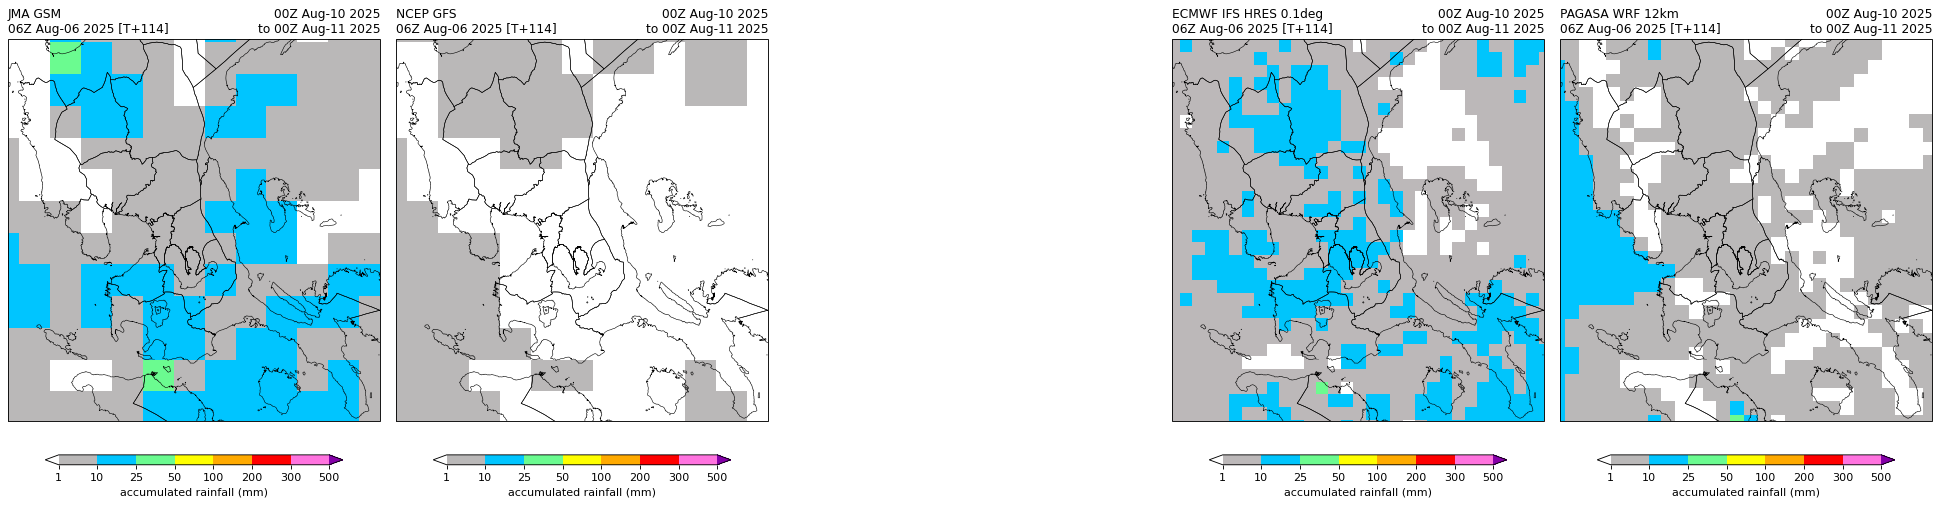 JMA GSM 00Z Aug-10 2025
06Z Aug-06 2025 [T+114] to 00Z Aug-11 2025
1 10 25 50 100 200 300 500
accumulated rainfall (mm)
NCEP GFS 00Z Aug-10 2025
06Z Aug-06 2025 [T+114] to 00Z Aug-11 2025
1 10 25 50 100 200 300 500
accumulated rainfall (mm)
ECMWF IFS HRES 0.1deg 00Z Aug-10 2025
06Z Aug-06 2025 [T+114] to 00Z Aug-11 2025
1 10 25 50 100 200 300 500
accumulated rainfall (mm)
PAGASA WRF 12km 00Z Aug-10 2025
06Z Aug-06 2025 [T+114] to 00Z Aug-11 2025
1 10 25 50 100 200 300 500
accumulated rainfall (mm)